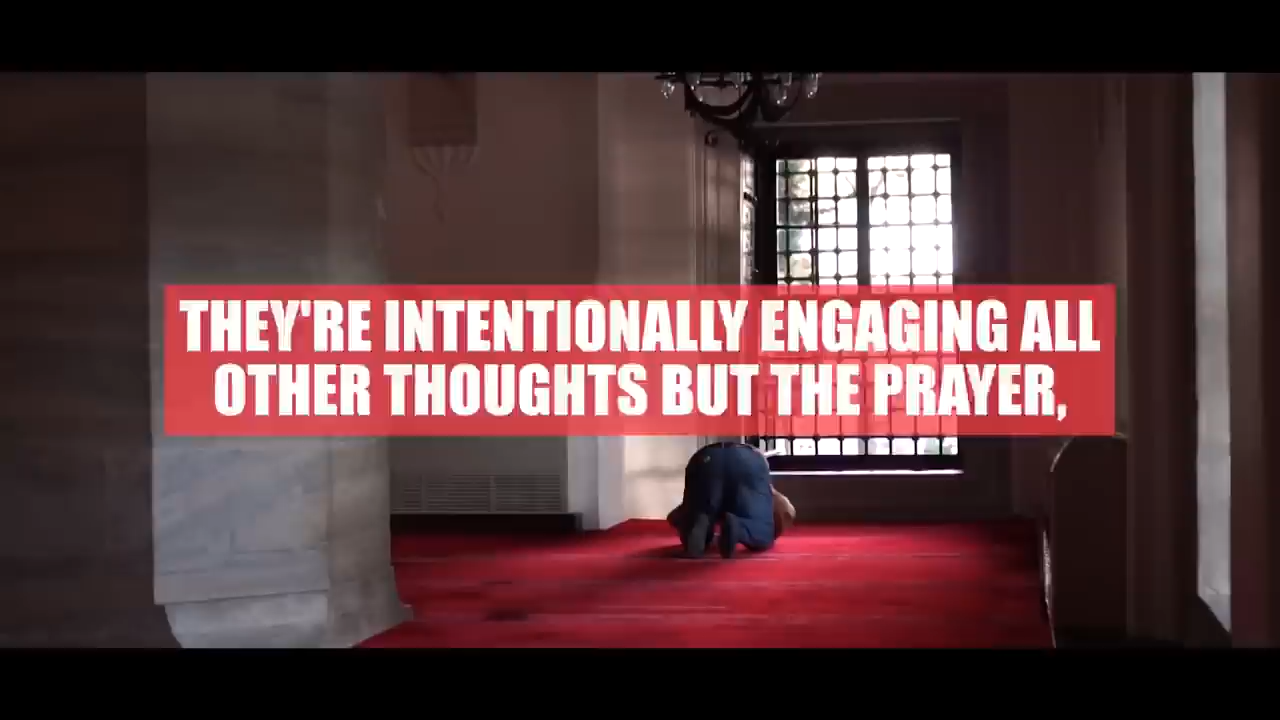 THEY'RE INTENTIONALLY ENGAGING ALL
OTHER THOUGHTS BUT THE PRAYER,